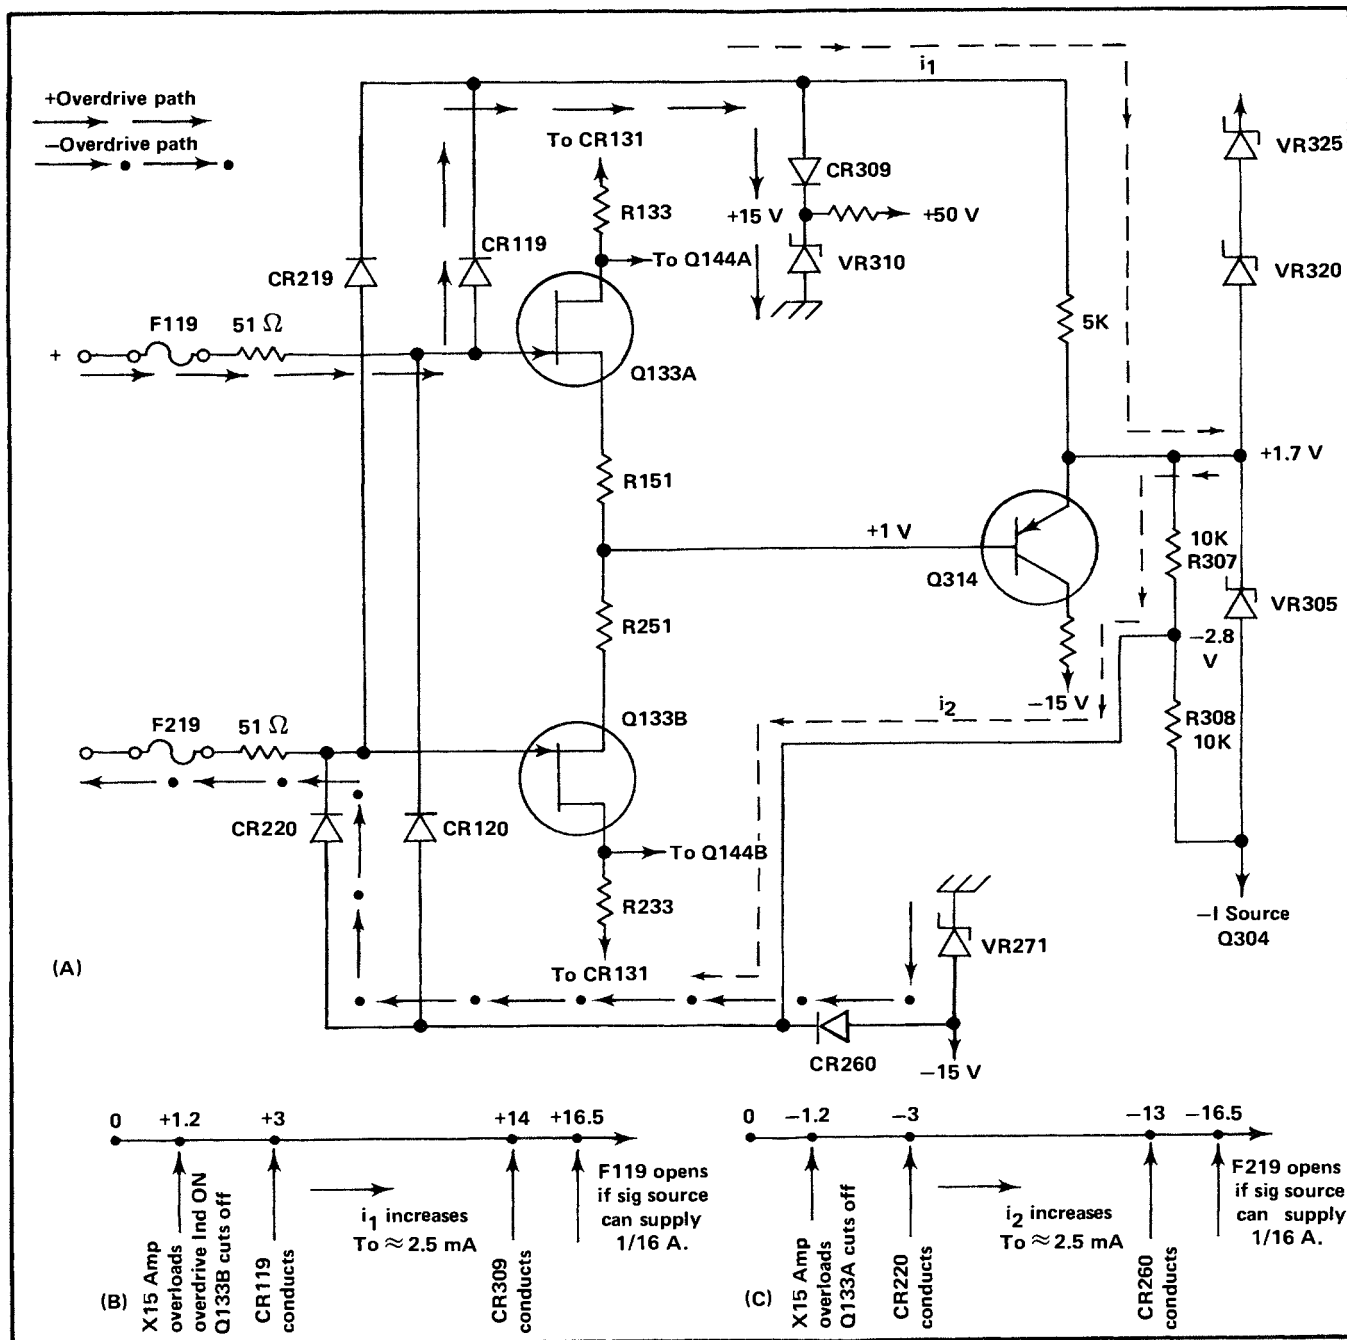 i1
+Overdrive path
−Overdrive path
To CR131
VR325
CR309
R133
+15 V
+50 V
CR119
To Q144A
VR310
VR320
CR219
F119
51 Ω
5K
+
Q133A
+1.7 V
R151
+1 V
10K
R307
Q314
VR305
R251
−2.8
V
F219
51 Ω
Q133B
i2
−15 V
R308
10K
CR220
CR120
To Q144B
R233
−I Source
Q304
VR271
(A)
To CR131
CR260
−15 V
0 +1.2 +3 +14 +16.5
X15 Amp
overloads
overdrive Ind ON
Q133B cuts off
CR119
conducts
i1 increases
To ≈ 2.5 mA
CR309
conducts
F119 opens
if sig source
can supply
1/16 A.
(B)
0 −1.2 −3 −13 −16.5
X15 Amp
overloads
Q133A cuts off
CR220
conducts
i2 increases
To ≈ 2.5 mA
CR260
conducts
F219 opens
if sig source
can supply
1/16 A.
(C)